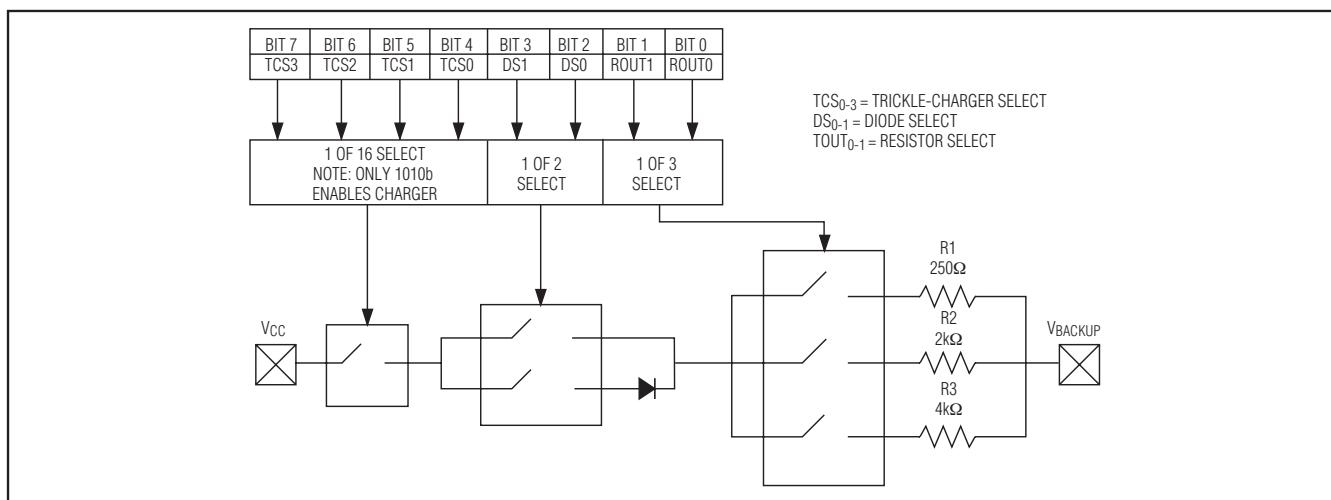 BIT 7 BIT 6 BIT 5 BIT 4 BIT 3 BIT 2 BIT 1 BIT 0
TCS3 TCS2 TCS1 TCS0 DS1 DS0 ROUT1 ROUT0
TCS0-3 = TRICKLE-CHARGER SELECT
DS0-1 = DIODE SELECT
TOUT0-1 = RESISTOR SELECT
1 OF 16 SELECT
NOTE: ONLY 1010b
ENABLES CHARGER
1 OF 2
SELECT
1 OF 3
SELECT
R1
250Ω
VCC
R2
2kΩ
VBACKUP
R3
4kΩ